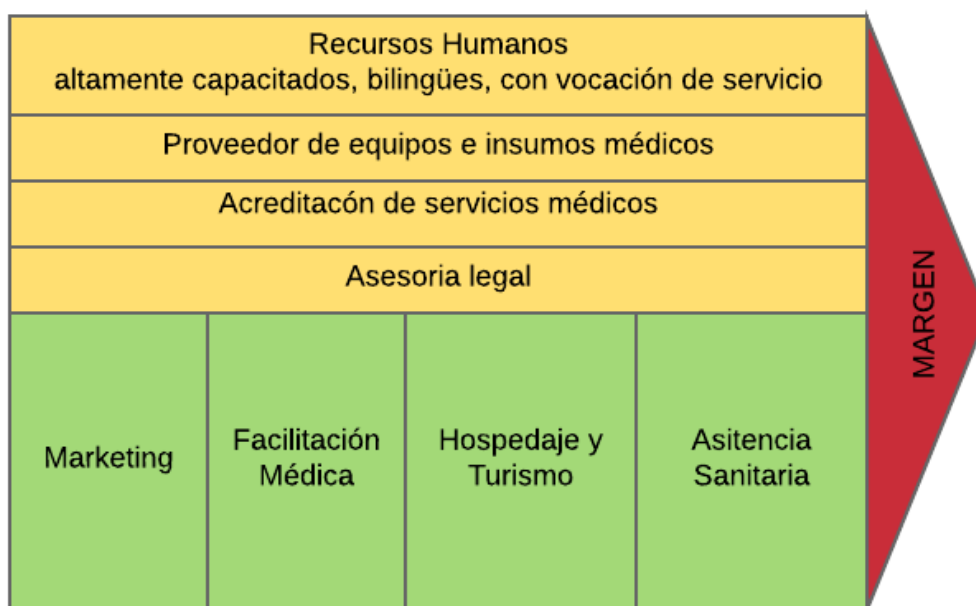 Recursos Humanos
altamente capacitados, bilingües, con vocación de servicio
Proveedor de equipos e insumos médicos
Acreditacón de servicios médicos
Asesoria legal
MARGEN
Marketing
Facilitación
Médica
Hospedaje y
Turismo
Asitencia
Sanitaria